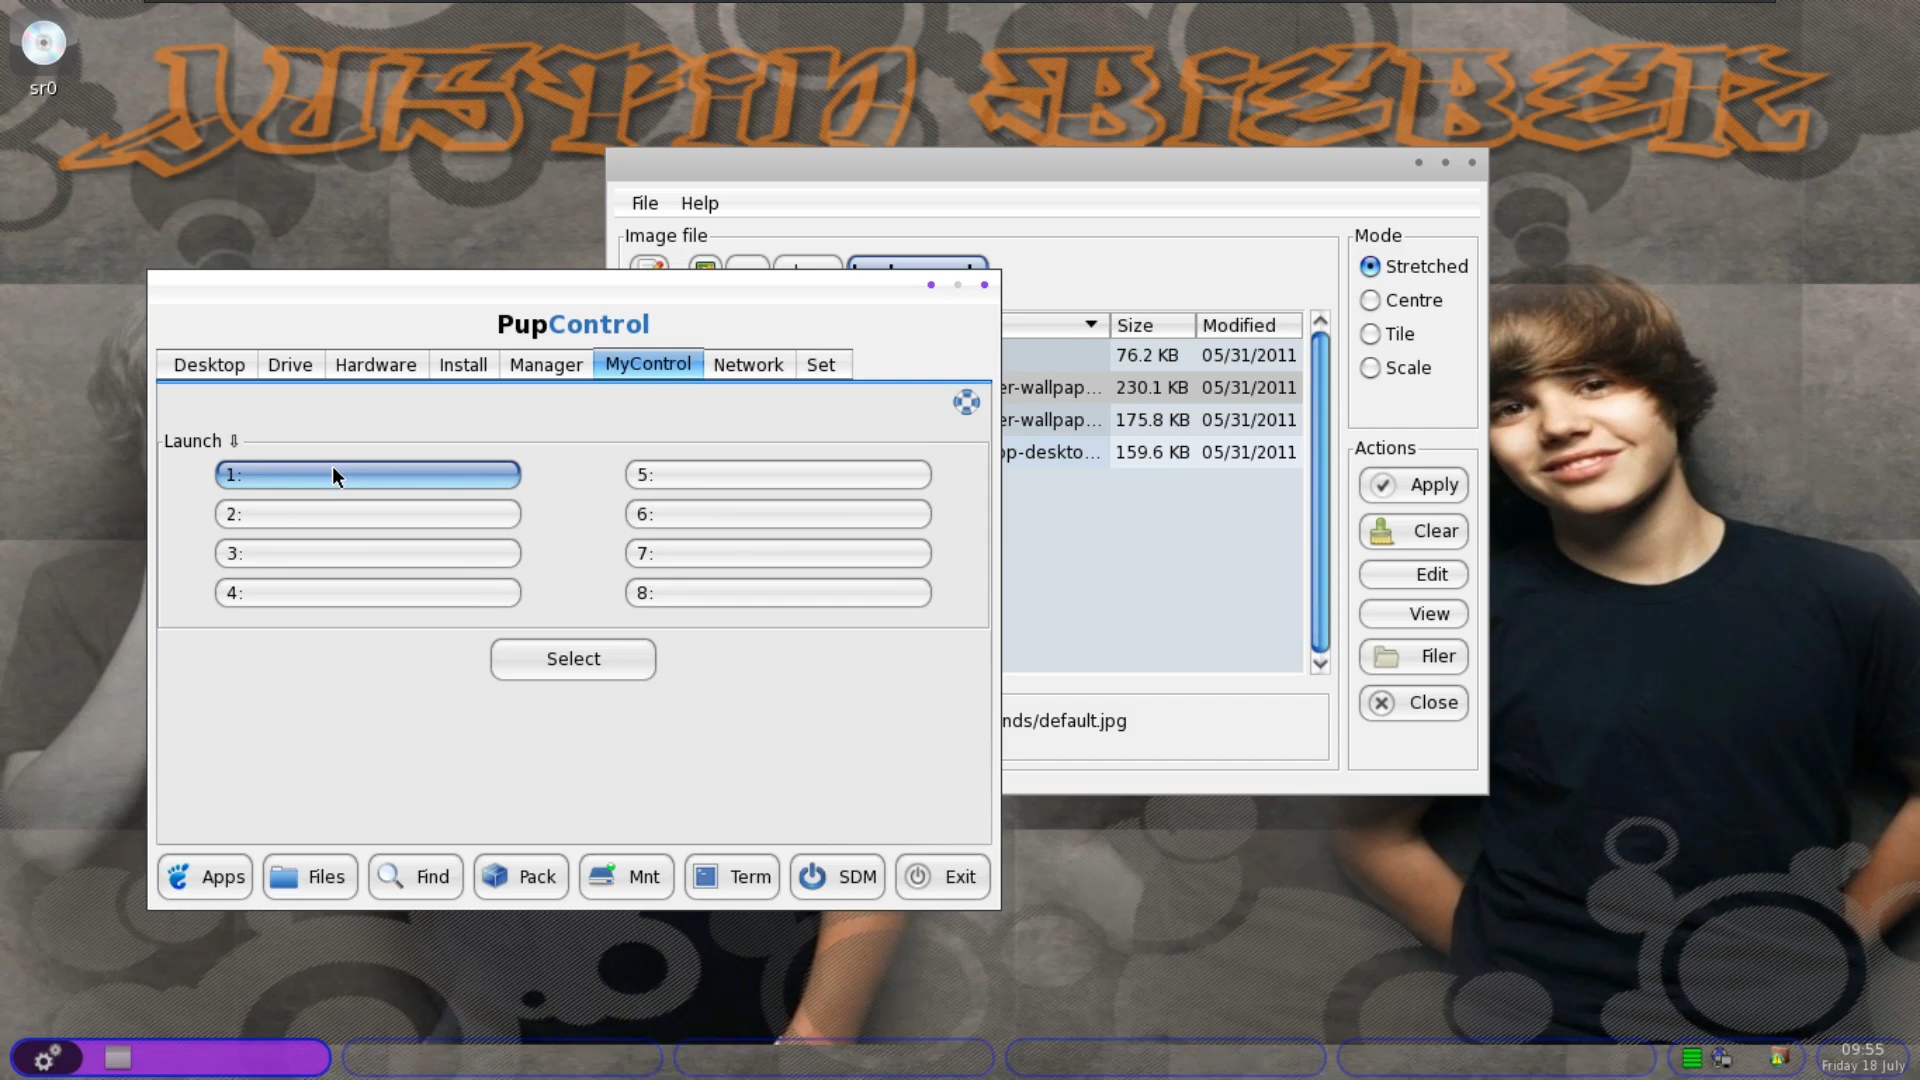 JUSTIN BIEBER
sr0
File Help
Image file
Mode
Stretched
Centre
Tile
Scale
Size Modified
76.2 KB 05/31/2011
er-wallpap... 230.1 KB 05/31/2011
er-wallpap... 175.8 KB 05/31/2011
op-deskto... 159.6 KB 05/31/2011
Actions
Apply
Clear
Edit
View
Filer
Close
nds/default.jpg
PupControl
Desktop Drive Hardware Install Manager MyControl Network Set
Launch ⇩
1: 5:
2: 6:
3: 7:
4: 8:
Select
Apps Files Find Pack Mnt Term SDM Exit
09:55
Friday 18 July